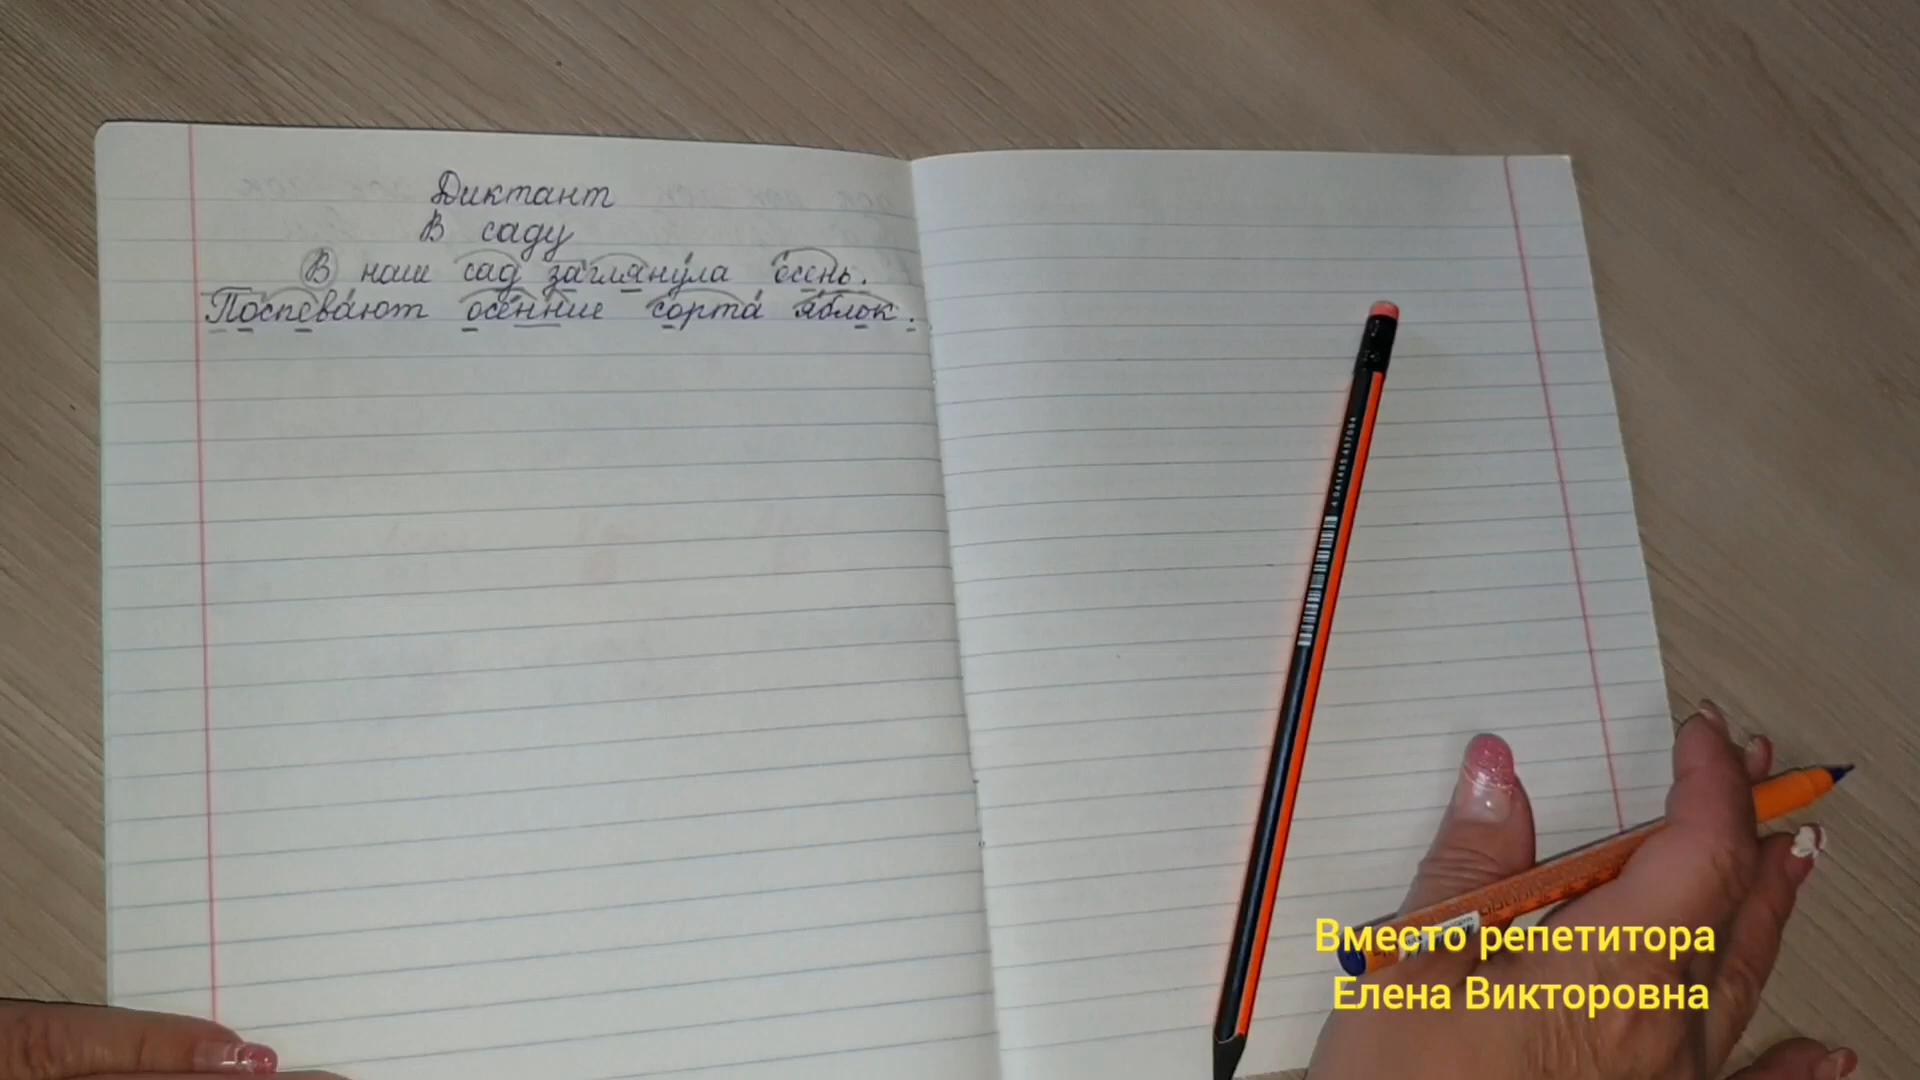 Диктант
В саду
В наш сад заглянула осень.
Поспевают осенние сорта яблок.
Вместо репетитора
Елена Викторовна